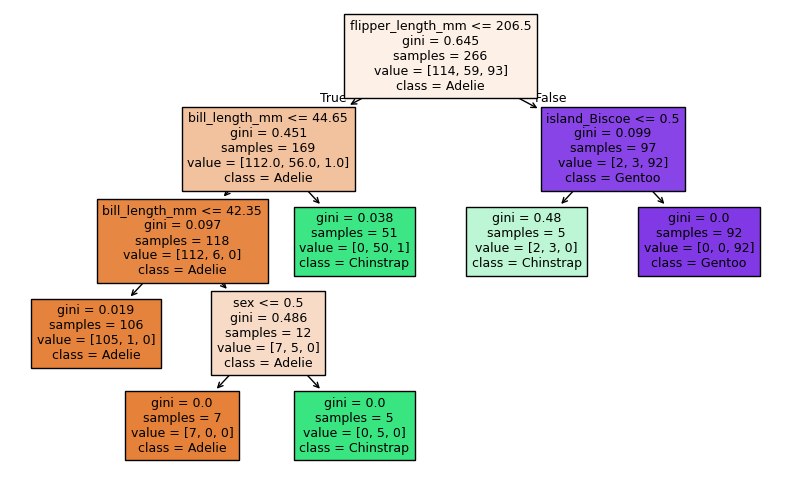 flipper_length_mm <= 206.5
gini = 0.645
samples = 266
value = [114, 59, 93]
class = Adelie
True
False
bill_length_mm <= 44.65
gini = 0.451
samples = 169
value = [112.0, 56.0, 1.0]
class = Adelie
island_Biscoe <= 0.5
gini = 0.099
samples = 97
value = [2, 3, 92]
class = Gentoo
bill_length_mm <= 42.35
gini = 0.097
samples = 118
value = [112, 6, 0]
class = Adelie
gini = 0.038
samples = 51
value = [0, 50, 1]
class = Chinstrap
gini = 0.48
samples = 5
value = [2, 3, 0]
class = Chinstrap
gini = 0.0
samples = 92
value = [0, 0, 92]
class = Gentoo
gini = 0.019
samples = 106
value = [105, 1, 0]
class = Adelie
sex <= 0.5
gini = 0.486
samples = 12
value = [7, 5, 0]
class = Adelie
gini = 0.0
samples = 7
value = [7, 0, 0]
class = Adelie
gini = 0.0
samples = 5
value = [0, 5, 0]
class = Chinstrap